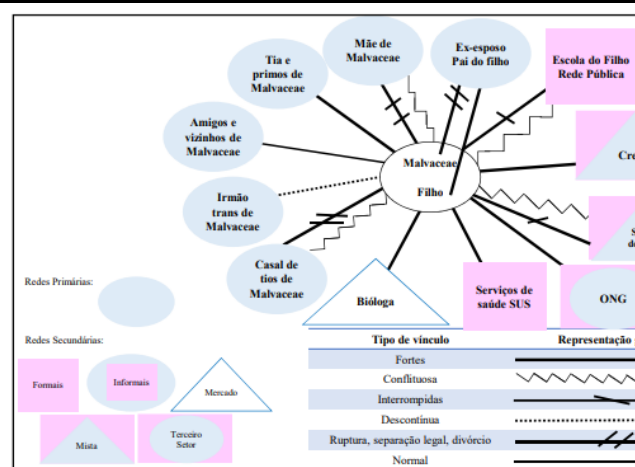 Mãe de
Malvaceae
Ex-esposo
Pai do filho
Escola do Filho
Rede Pública
Tia e
primos de
Malvaceae
Amigos e
vizinhos de
Malvaceae
Malvaceae
Filho
Irmão
trans de
Malvaceae
Casal de
tios de
Malvaceae
Bióloga
Serviços de
saúde SUS
ONG
Redes Primárias:
Redes Secundárias:
Formais
Informais
Mercado
Mista
Terceiro
Setor
Tipo de vínculo
Representação
Fortes
Conflituosa
Interrompidas
Descontínua
Ruptura, separação legal, divórcio
Normal